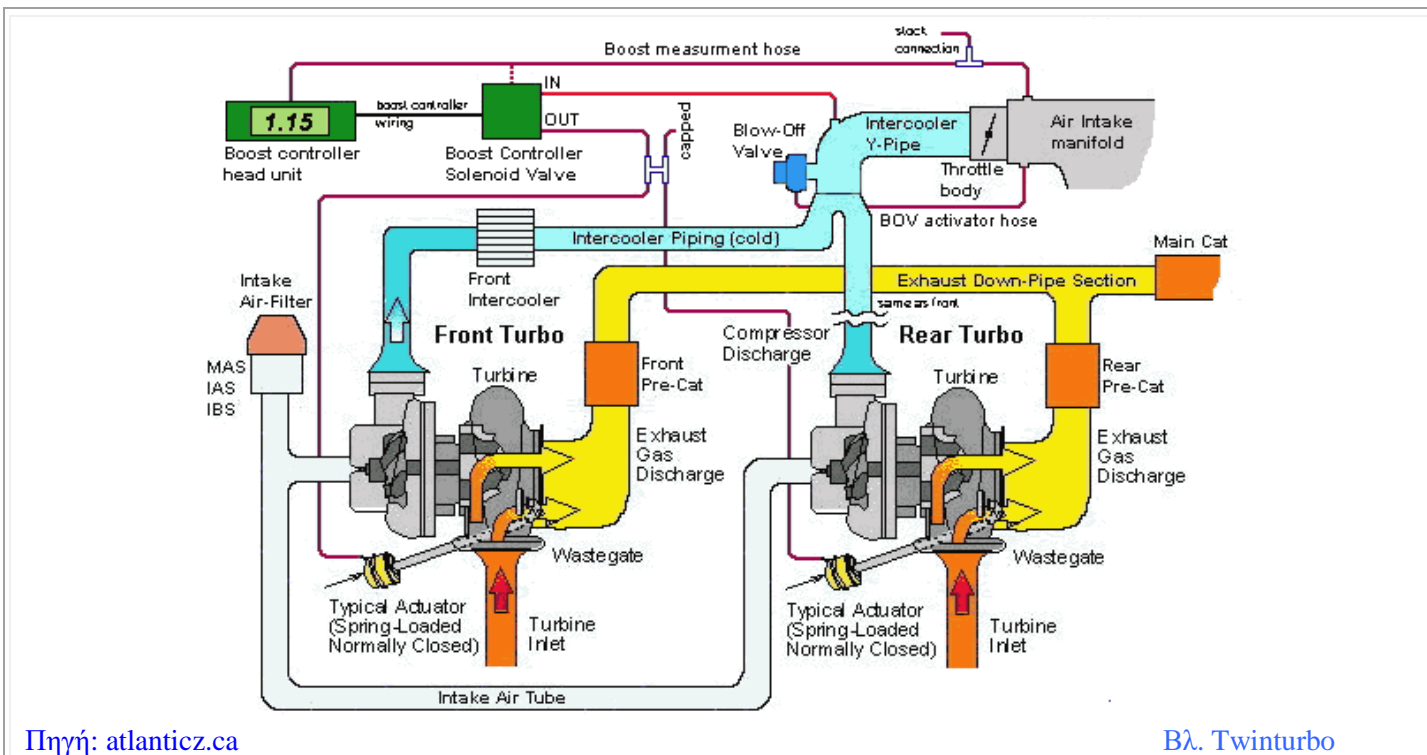 stock
connection
Boost measurment hose
IN
boost controller
wiring
1.15
OUT
capped
Boost controller
head unit
Boost Controller
Solenoid Valve
Blow-Off
Valve
Intercooler
Y-Pipe
Air Intake
manifold
Throttle
body
BOV activator hose
Intercooler Piping (cold)
Main Cat
Intake
Air-Filter
Front
Intercooler
Exhaust Down-Pipe Section
same as front
Front Turbo
Compressor
Discharge
Rear Turbo
MAS
IAS
IBS
Turbine
Front
Pre-Cat
Turbine
Rear
Pre-Cat
Exhaust
Gas
Discharge
Exhaust
Gas
Discharge
Wastegate
Wastegate
Typical Actuator
(Spring-Loaded
Normally Closed)
Turbine
Inlet
Typical Actuator
(Spring-Loaded
Normally Closed)
Turbine
Inlet
Intake Air Tube
Πηγή: atlanticz.ca
Βλ. Twinturbo